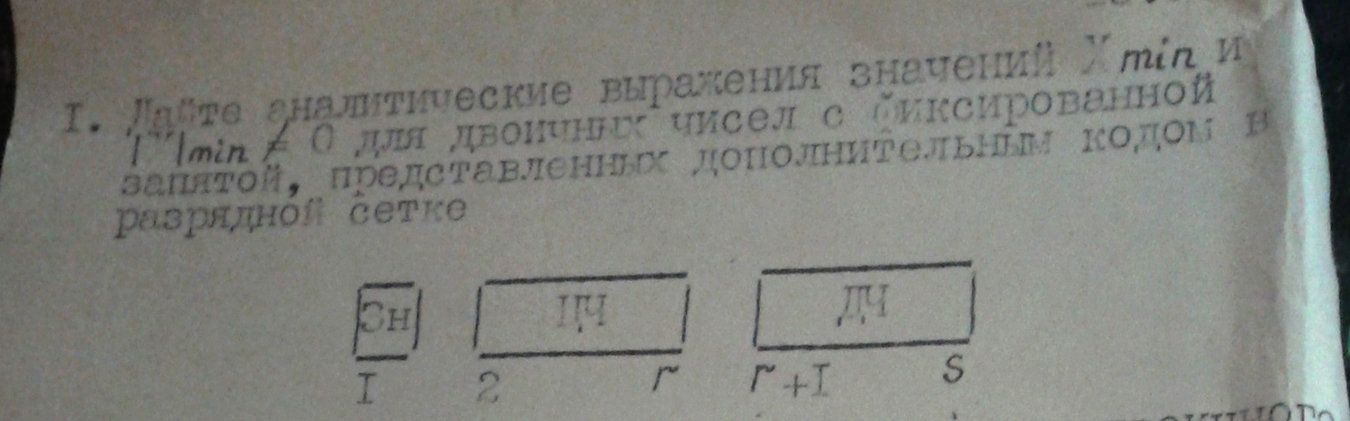 I. Дайте аналитические выражения значений X min и
|X|min ≠ 0 для двоичных чисел с фиксированной
запятой, представленных дополнительным кодом в
разрядной сетке
Зн ЦЧ ДЧ
I 2 r r+I S